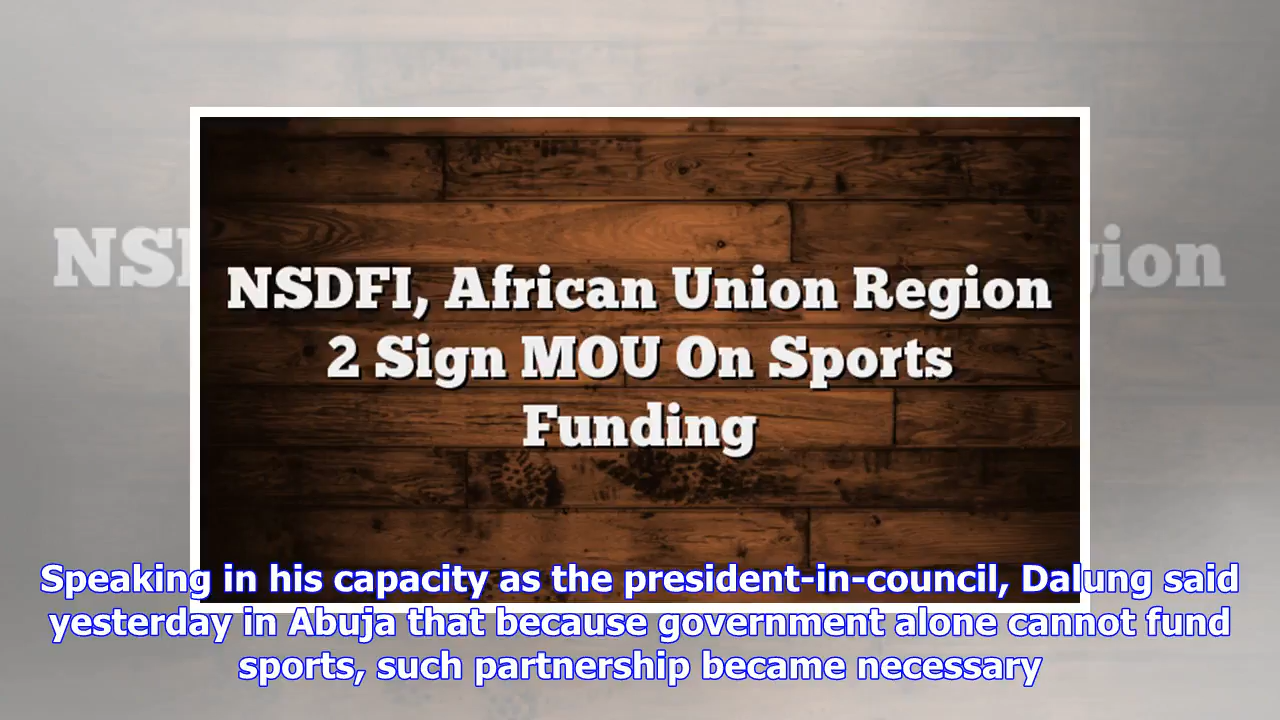 NSDFI, African Union Region
2 Sign MOU On Sports
Funding
Speaking in his capacity as the president-in-council, Dalung said
yesterday in Abuja that because government alone cannot fund
sports, such partnership became necessary